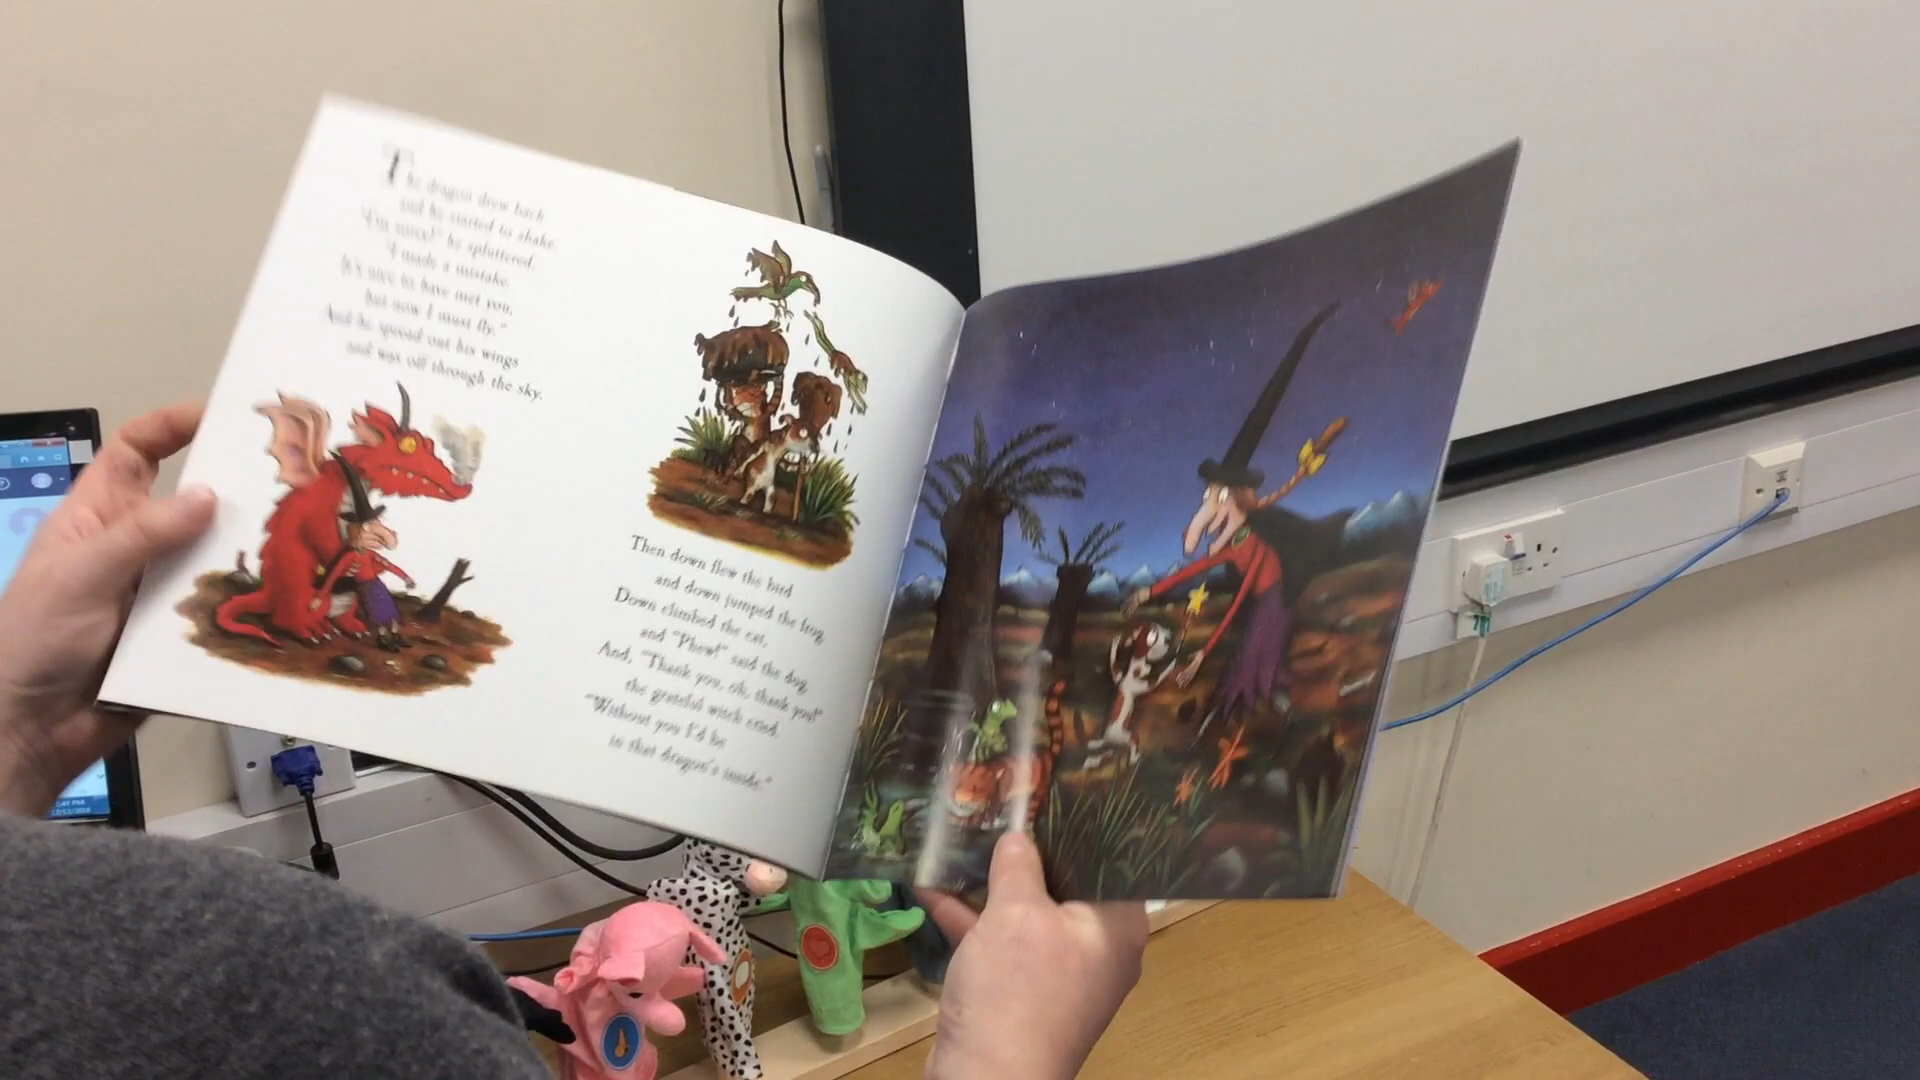 The dragon drew back
and he started to shake.
"I'm sorry!" he spluttered.
"I made a mistake.
It's nice to have met you,
but now I must fly."
And he spread out his wings
and was off through the sky.
Then down flew the bird
and down jumped the frog.
Down climbed the cat,
and "Phew!" said the dog.
And, "Thank you, oh, thank you!"
the grateful witch cried.
"Without you I'd be
in that dragon's inside."